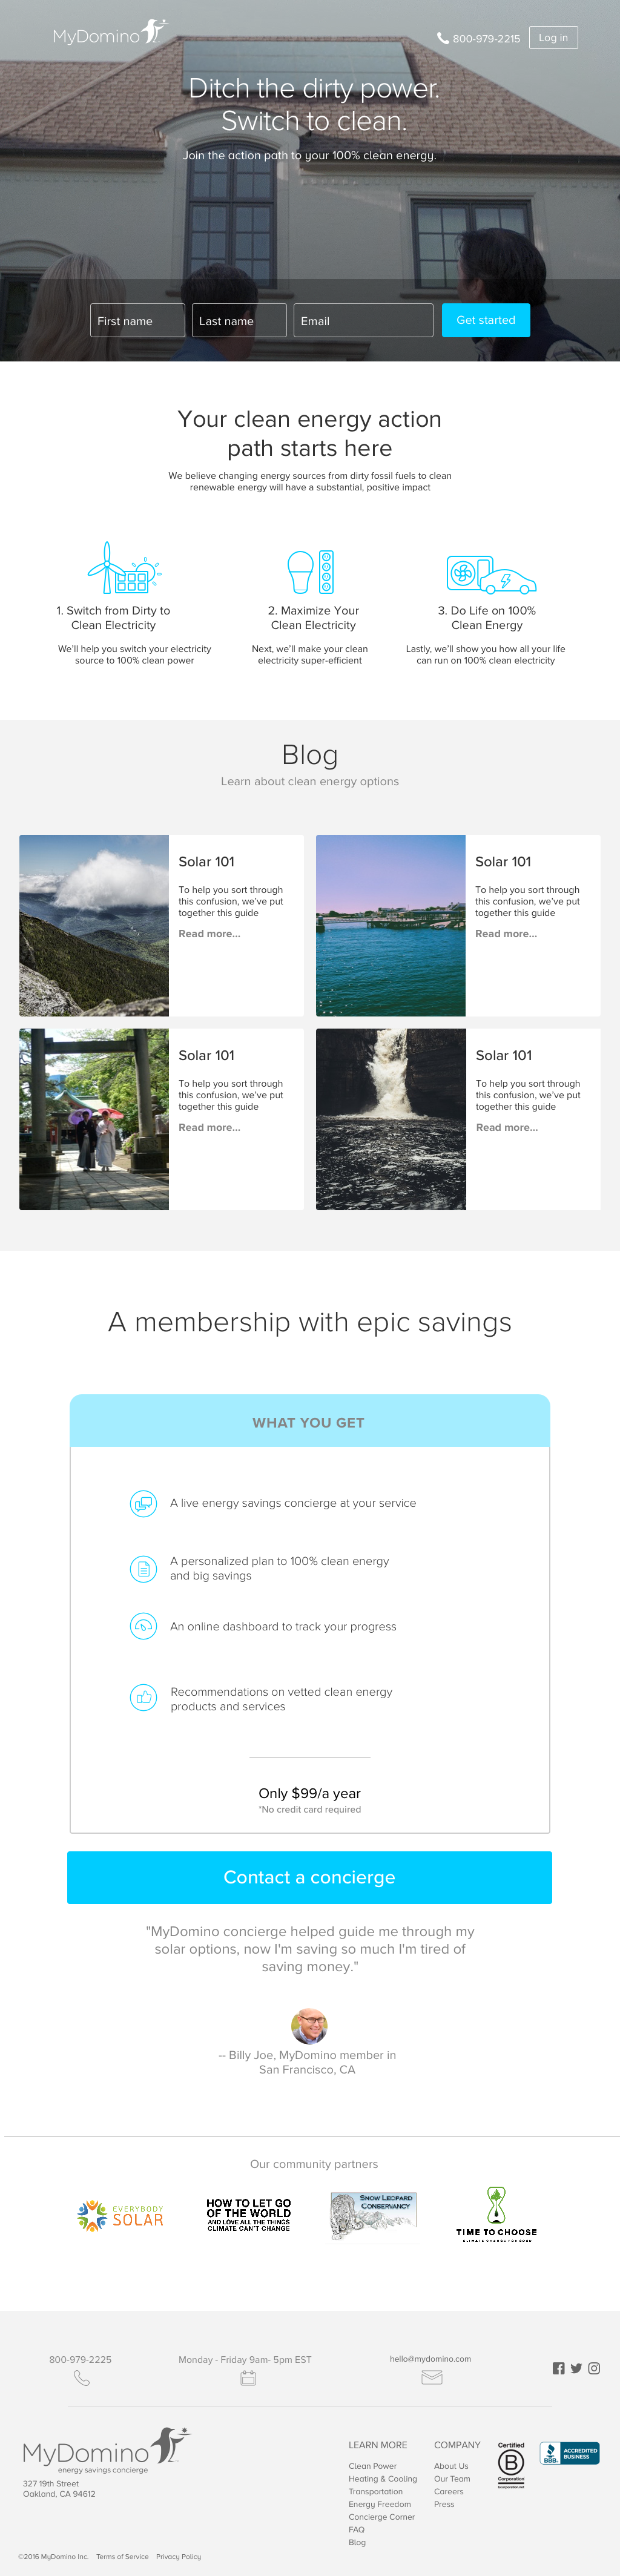 MyDomino
800-979-2215
Log in
Ditch the dirty power.
Switch to clean.
Join the action path to your 100% clean energy.
First name
Last name
Email
Get started
Your clean energy action
path starts here
We believe changing energy sources from dirty fossil fuels to clean
renewable energy will have a substantial, positive impact
1. Switch from Dirty to
Clean Electricity
We'll help you switch your electricity
source to 100% clean power
2. Maximize Your
Clean Electricity
Next, we'll make your clean
electricity super-efficient
3. Do Life on 100%
Clean Energy
Lastly, we'll show you how all your life
can run on 100% clean electricity
Blog
Learn about clean energy options
Solar 101
To help you sort through
this confusion, we've put
together this guide
Read more...
Solar 101
To help you sort through
this confusion, we've put
together this guide
Read more...
Solar 101
To help you sort through
this confusion, we've put
together this guide
Read more...
Solar 101
To help you sort through
this confusion, we've put
together this guide
Read more...
A membership with epic savings
WHAT YOU GET
A live energy savings concierge at your service
A personalized plan to 100% clean energy
and big savings
An online dashboard to track your progress
Recommendations on vetted clean energy
products and services
Only $99/a year
*No credit card required
Contact a concierge
"MyDomino concierge helped guide me through my
solar options, now I'm saving so much I'm tired of
saving money."
-- Billy Joe, MyDomino member in
San Francisco, CA
Our community partners
EVERYBODY
SOLAR
HOW TO LET GO
OF THE WORLD
AND LOVE ALL THE THINGS
CLIMATE CAN'T CHANGE
SNOW LEOPARD
CONSERVANCY
TIME TO CHOOSE
800-979-2225
Monday - Friday 9am- 5pm EST
hello@mydomino.com
MyDomino
energy savings concierge
327 19th Street
Oakland, CA 94612
LEARN MORE
Clean Power
Heating & Cooling
Transportation
Energy Freedom
Concierge Corner
FAQ
Blog
COMPANY
About Us
Our Team
Careers
Press
Certified
B
Corporation
bcorporation.net
BBB.
ACCREDITED
BUSINESS
©2016 MyDomino Inc.
Terms of Service
Privacy Policy